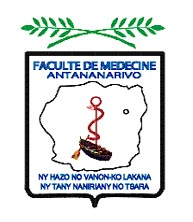 FACULTE DE MEDECINE
ANTANANARIVO
NY HAZO NO VANON-KO LAKANA
NY TANY NANIRIANY NO TSARA